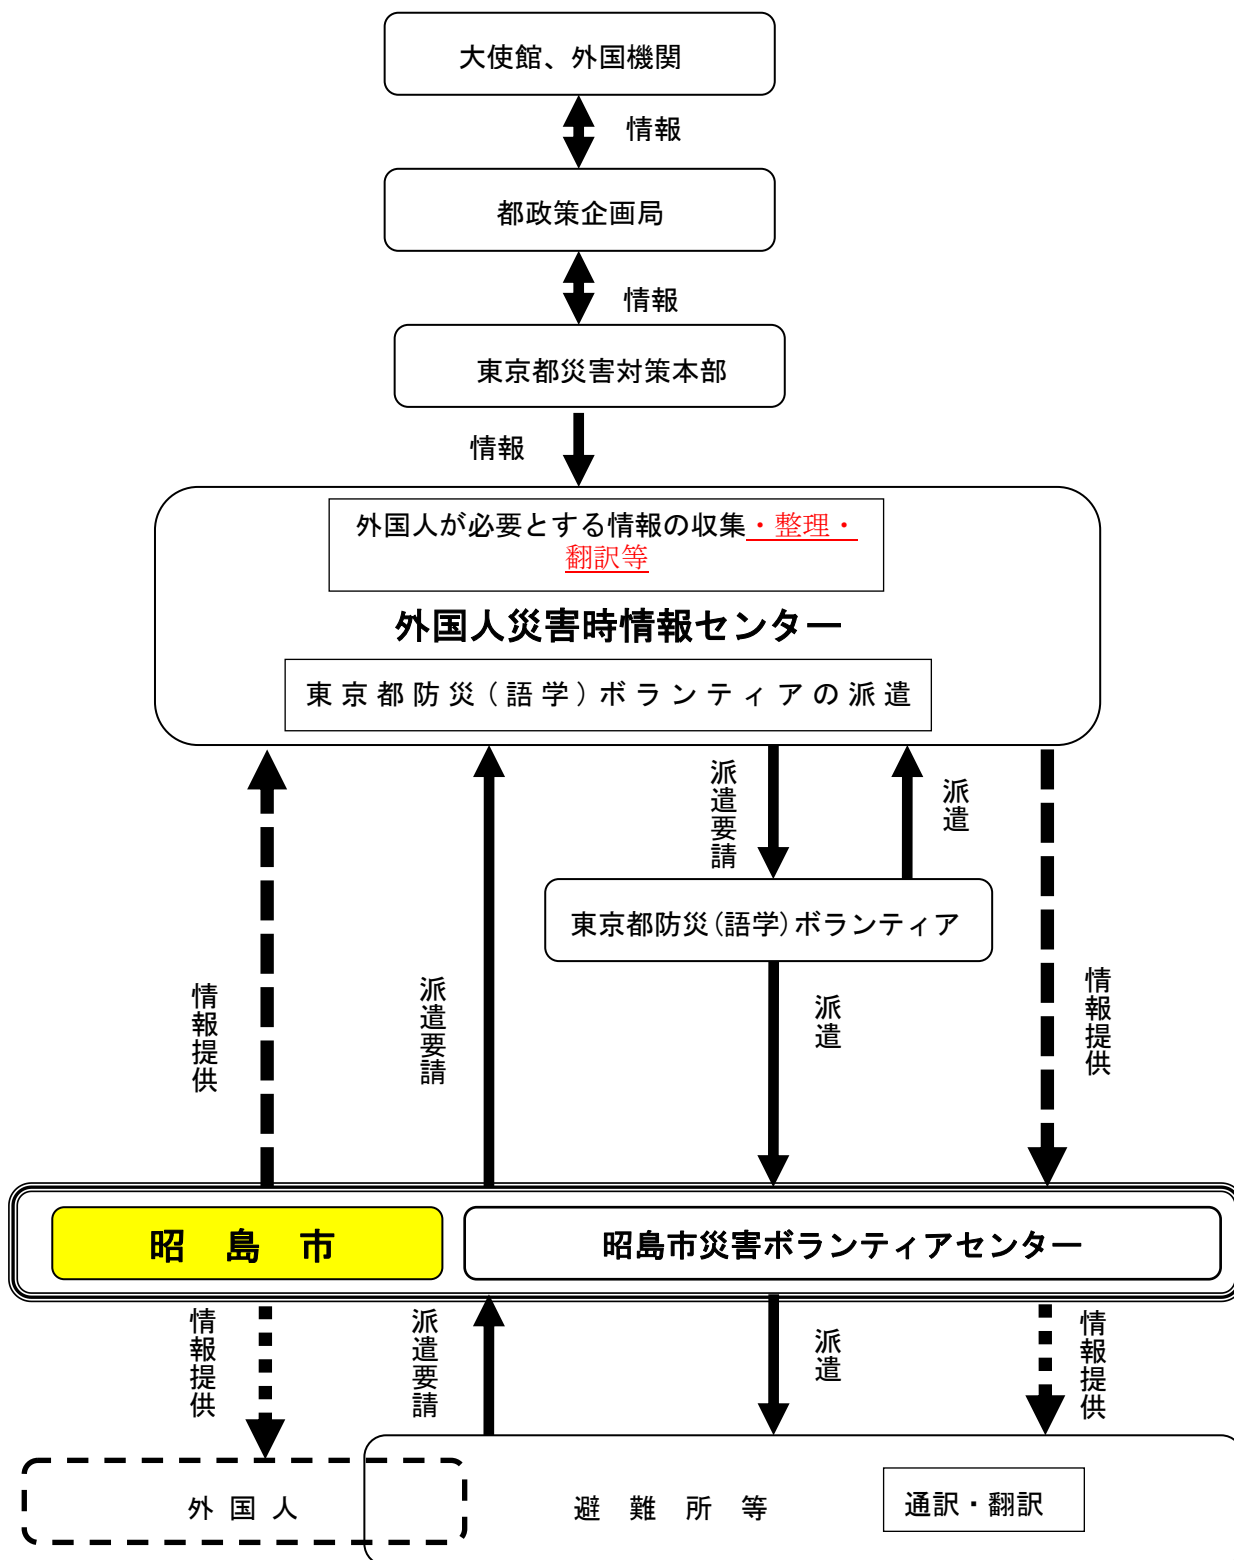 大使館、外国機関
情報
都政策企画局
情報
東京都災害対策本部
情報
外国人が必要とする情報の収集・整理・
翻訳等
外国人災害時情報センター
東京都防災(語学)ボランティアの派遣
派遣要請
派遣
東京都防災(語学)ボランティア
情報提供
派遣要請
派遣
情報提供
昭島市
昭島市災害ボランティアセンター
情報提供
派遣要請
派遣
情報提供
外国人
避難所等
通訳・翻訳